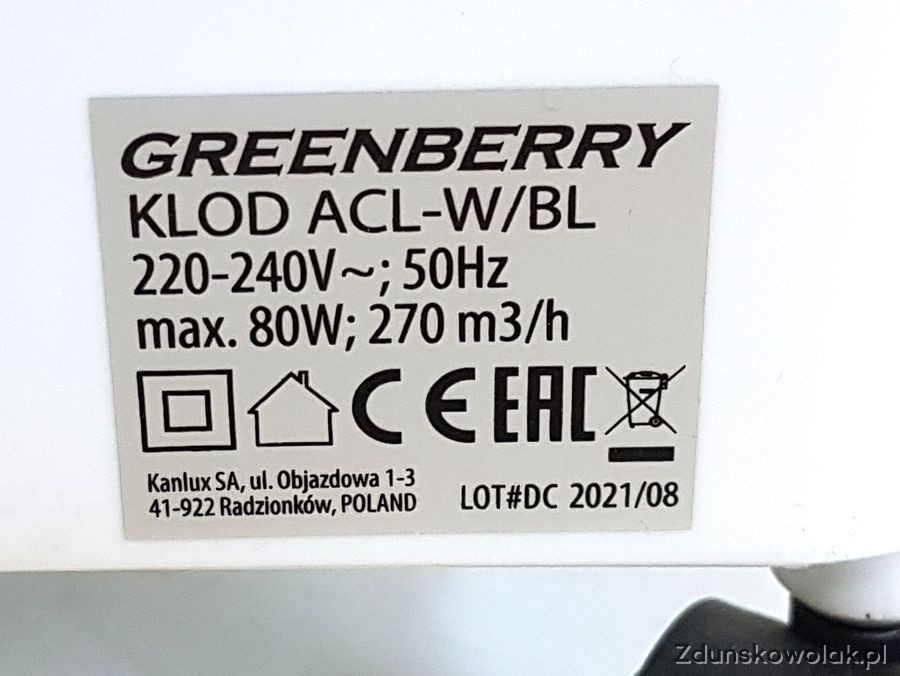 GREENBERRY
KLOD ACL-W/BL
220-240V~; 50Hz
max. 80W; 270 m3/h
CE EAC
Kanlux SA, ul. Objazdowa 1-3
41-922 Radzionków, POLAND
LOT#DC 2021/08
Zduńskowolak.pl